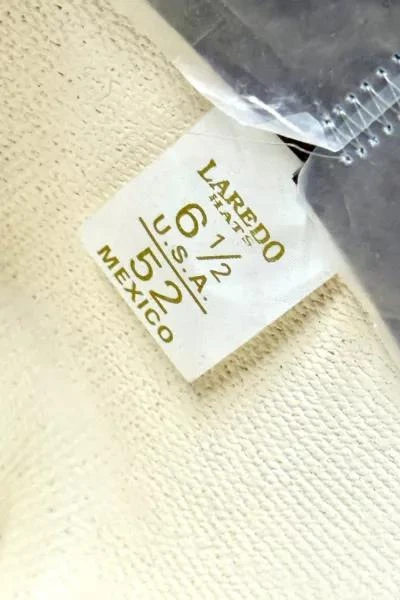 LAREDO
HATS
6 1/2
U.S.A.
52
MEXICO